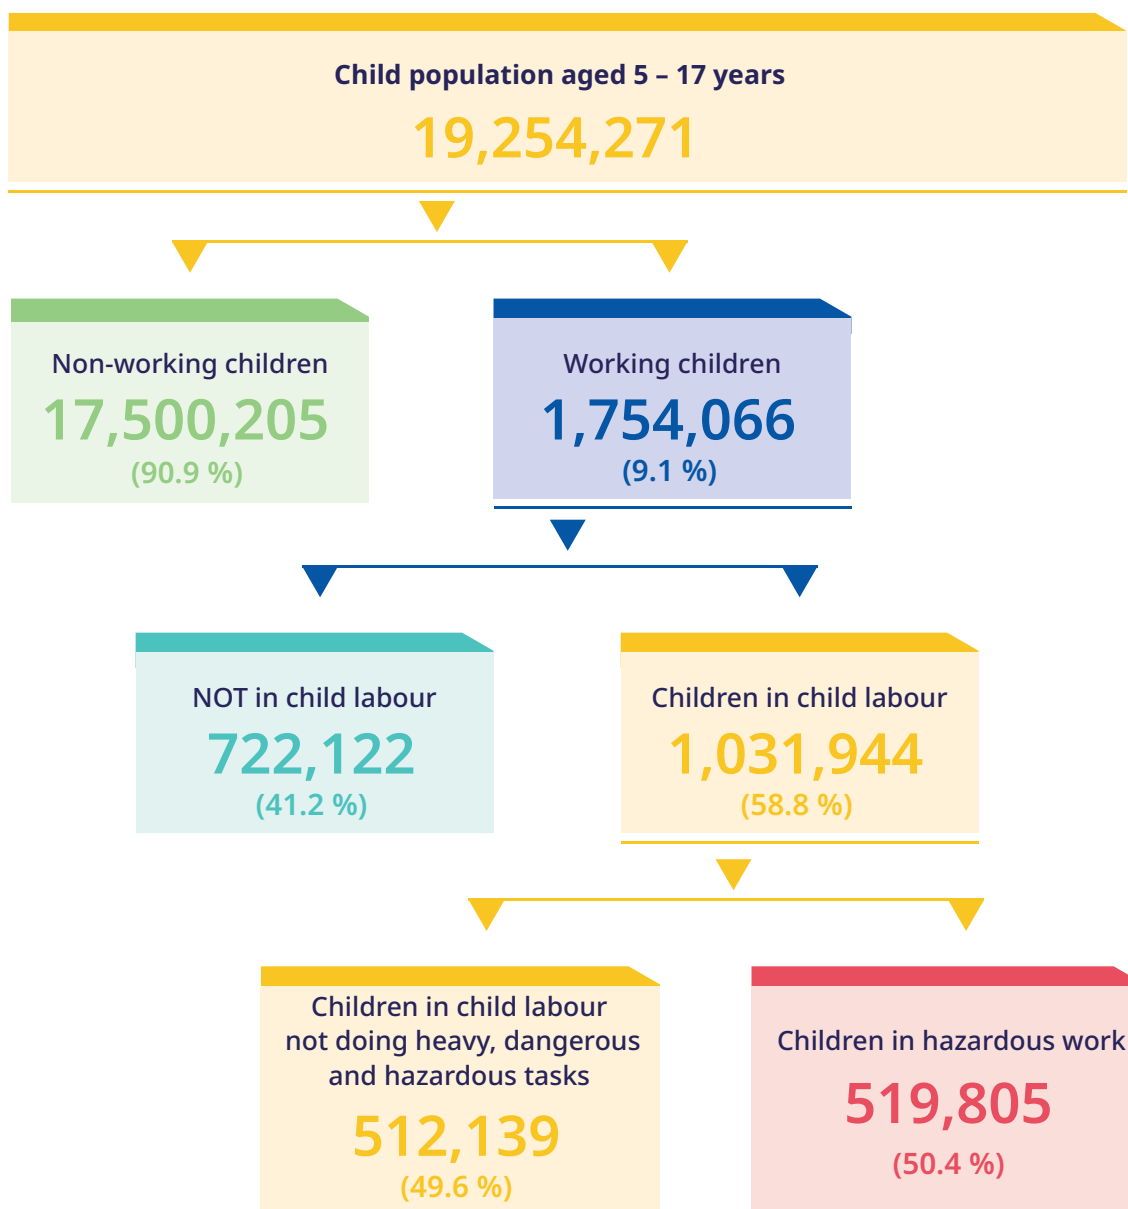 Child population aged 5 – 17 years
19,254,271
Non-working children
17,500,205
(90.9 %)
Working children
1,754,066
(9.1 %)
NOT in child labour
722,122
(41.2 %)
Children in child labour
1,031,944
(58.8 %)
Children in child labour
not doing heavy, dangerous
and hazardous tasks
512,139
(49.6 %)
Children in hazardous work
519,805
(50.4 %)